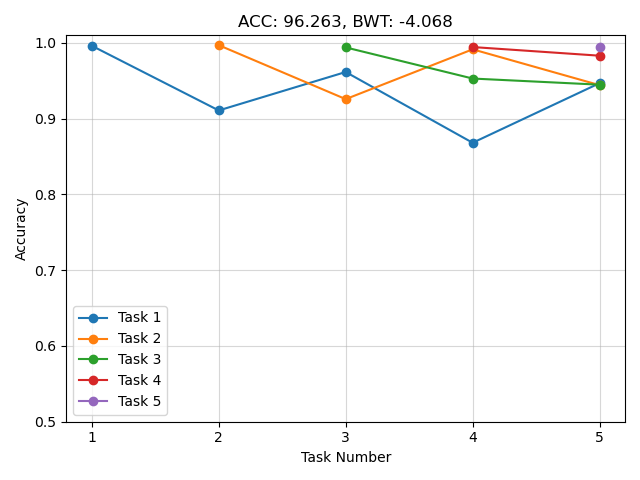 ACC: 96.263, BWT: -4.068
1.0
0.9
0.8
0.7
0.6
0.5
Accuracy
Task 1
Task 2
Task 3
Task 4
Task 5
1 2 3 4 5
Task Number